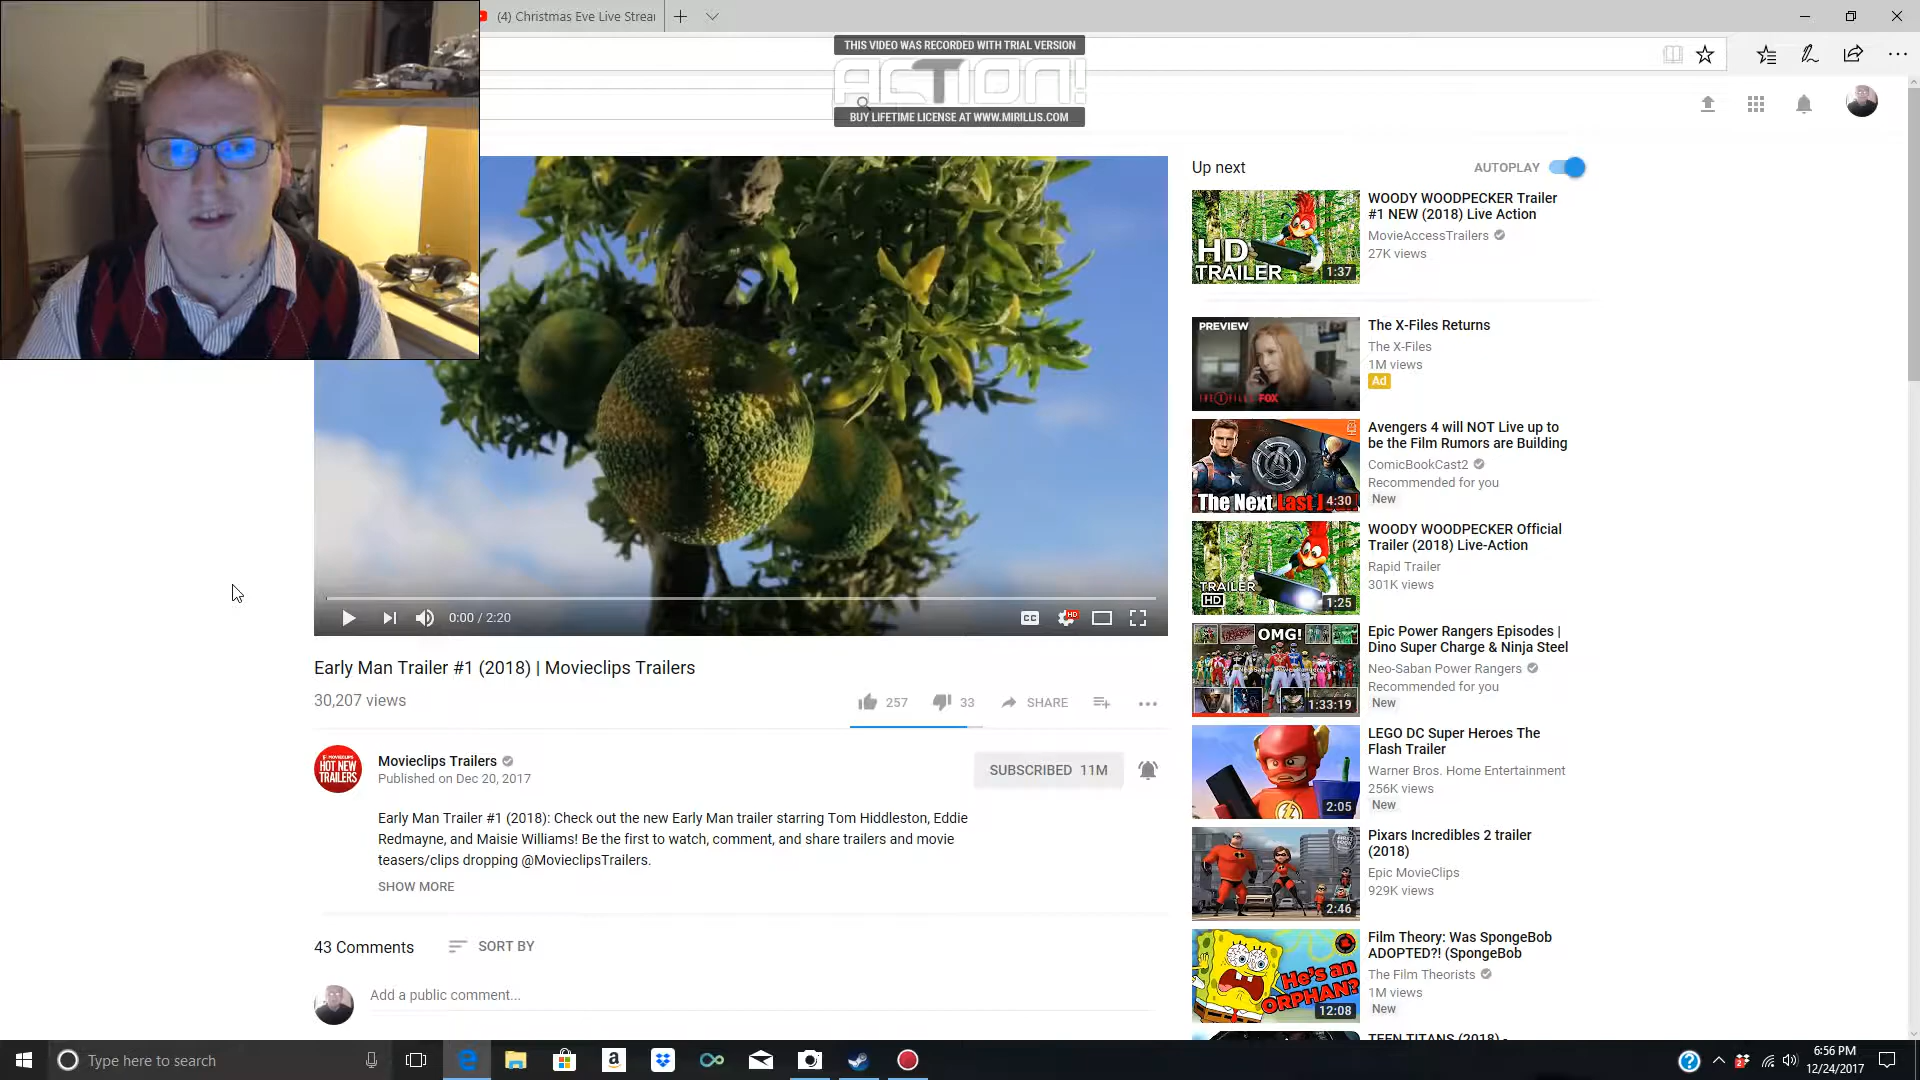 (4) Christmas Eve Live Strear
THIS VIDEO WAS RECORDED WITH TRIAL VERSION
ACTION!
BUY LIFETIME LICENSE AT WWW.MIRILLIS.COM
Up next
AUTOPLAY
HD
TRAILER
1:37
WOODY WOODPECKER Trailer
#1 NEW (2018) Live Action
MovieAccessTrailers
27K views
PREVIEW
THE X FILES FOX
The X-Files Returns
The X-Files
1M views
Ad
The Next Last J
4:30
Avengers 4 will NOT Live up to
be the Film Rumors are Building
ComicBookCast2
Recommended for you
New
TRAILER
HD
1:25
WOODY WOODPECKER Official
Trailer (2018) Live-Action
Rapid Trailer
301K views
OMG!
1:33:19
Epic Power Rangers Episodes |
Dino Super Charge & Ninja Steel
Neo-Saban Power Rangers
Recommended for you
New
2:05
LEGO DC Super Heroes The
Flash Trailer
Warner Bros. Home Entertainment
256K views
New
2:46
Pixars Incredibles 2 trailer
(2018)
Epic MovieClips
929K views
He's an
ORPHAN?
12:08
Film Theory: Was SpongeBob
ADOPTED?! (SpongeBob
The Film Theorists
1M views
New
TEEN TITANS (2018) -
0:00 / 2:20
CC
HD
Early Man Trailer #1 (2018) | Movieclips Trailers
30,207 views
257
33
SHARE
MOVIECLIPS
HOT NEW
TRAILERS
Movieclips Trailers
Published on Dec 20, 2017
SUBSCRIBED 11M
Early Man Trailer #1 (2018): Check out the new Early Man trailer starring Tom Hiddleston, Eddie
Redmayne, and Maisie Williams! Be the first to watch, comment, and share trailers and movie
teasers/clips dropping @MovieclipsTrailers.
SHOW MORE
43 Comments
SORT BY
Add a public comment...
Type here to search
6:56 PM
12/24/2017